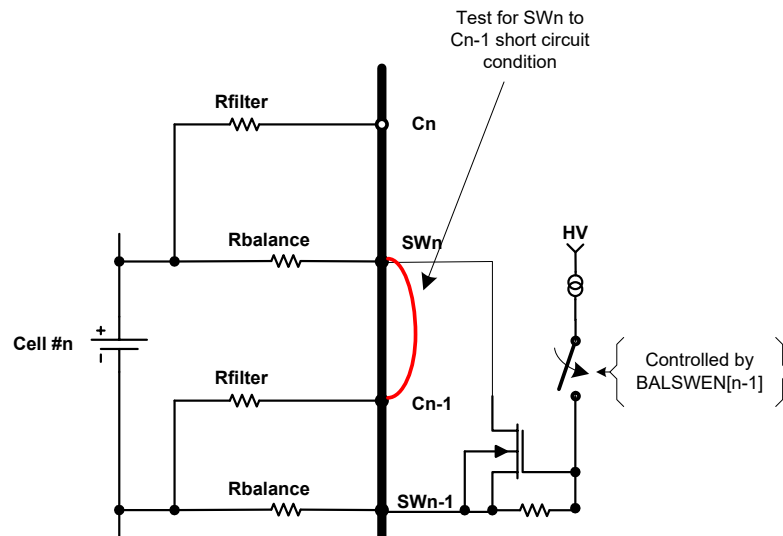 Test for SWn to
Cn-1 short circuit
condition
Rfilter
Cn
Rbalance
SWn
HV
+
-
Cell #n
Controlled by
BALSWEN[n-1]
Rfilter
Cn-1
Rbalance
SWn-1